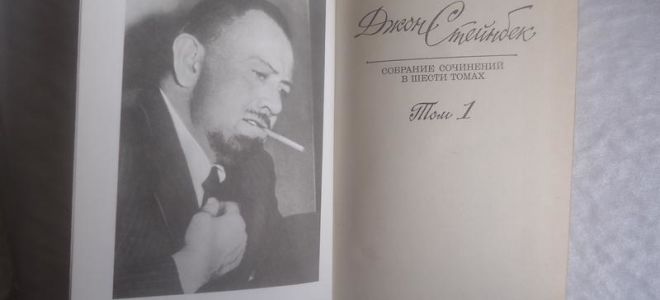 Джон Стейнбек
СОБРАНИЕ СОЧИНЕНИЙ
В ШЕСТИ ТОМАХ
Том 1